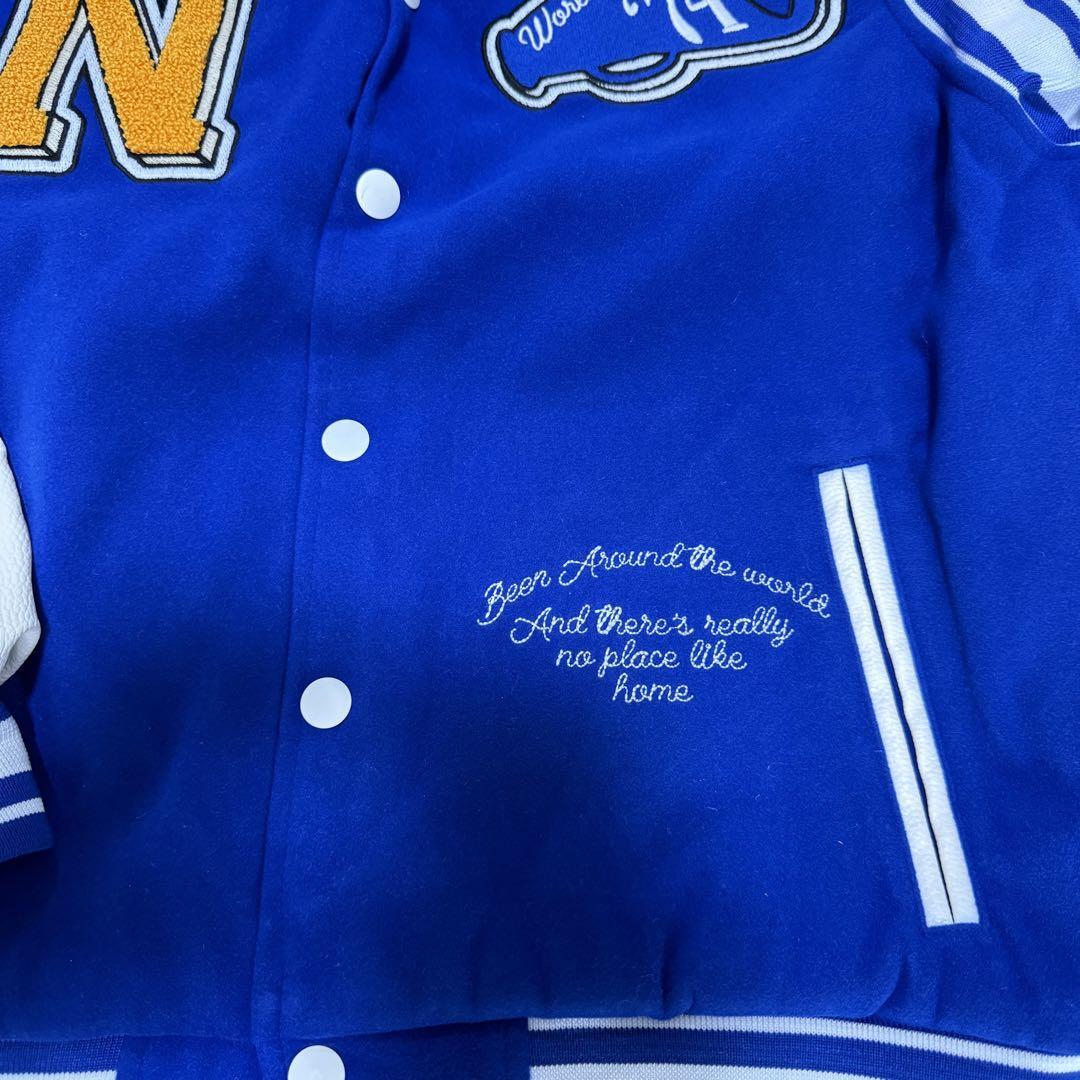 N
Been Around the world
And there's really
no place like
home